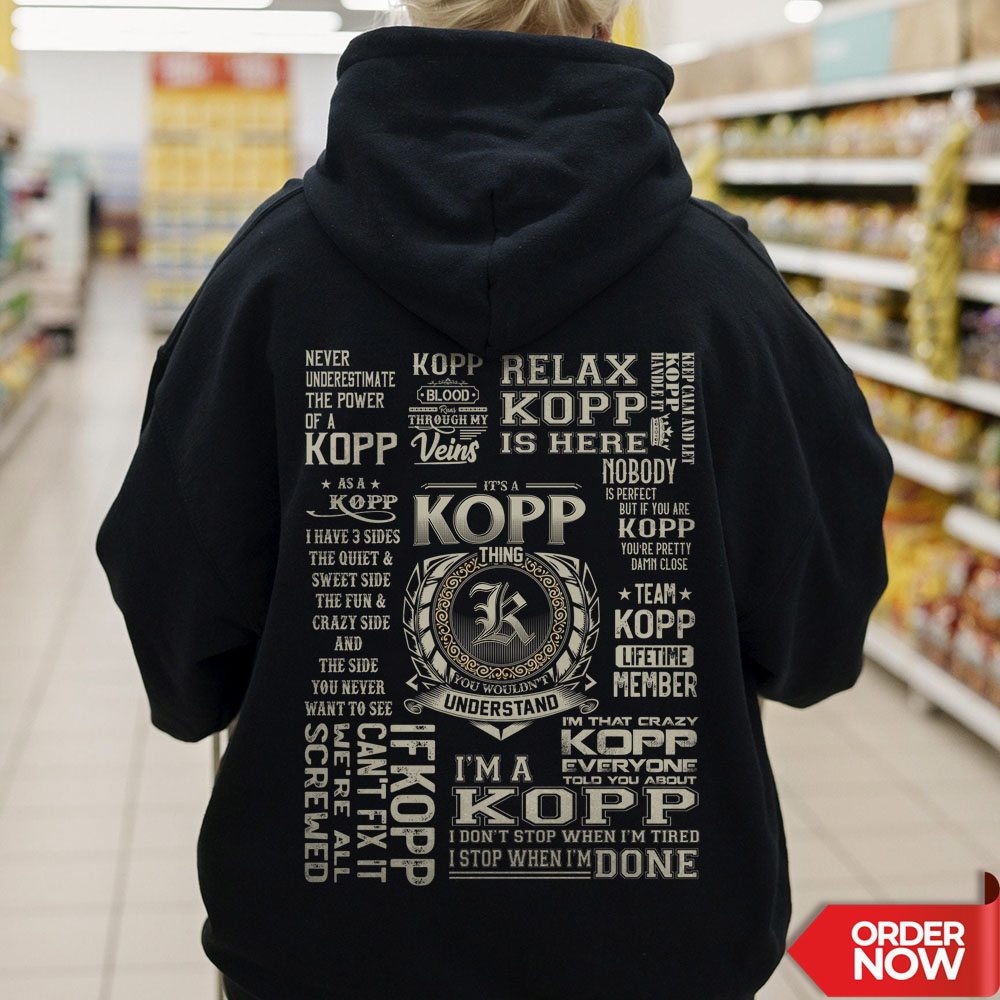 NEVER
UNDERESTIMATE
THE POWER
OF A
KOPP
KOPP
BLOOD
Runs
THROUGH MY
Veins
RELAX
KOPP
IS HERE
KEEP CALM AND LET
KOPP
HANDLE IT
★ AS A ★
KOPP
I HAVE 3 SIDES
THE QUIET &
SWEET SIDE
THE FUN &
CRAZY SIDE
AND
THE SIDE
YOU NEVER
WANT TO SEE
IT'S A
KOPP
THING
K
YOU WOULDN'T
UNDERSTAND
NOBODY
IS PERFECT
BUT IF YOU ARE
KOPP
YOU'RE PRETTY
DAMN CLOSE
★ TEAM ★
KOPP
LIFETIME
MEMBER
IF KOPP
CAN'T FIX IT
WE'RE ALL
SCREWED
I'M THAT CRAZY
KOPP
EVERYONE
TOLD YOU ABOUT
I'M A
KOPP
I DON'T STOP WHEN I'M TIRED
I STOP WHEN I'M DONE
ORDER
NOW